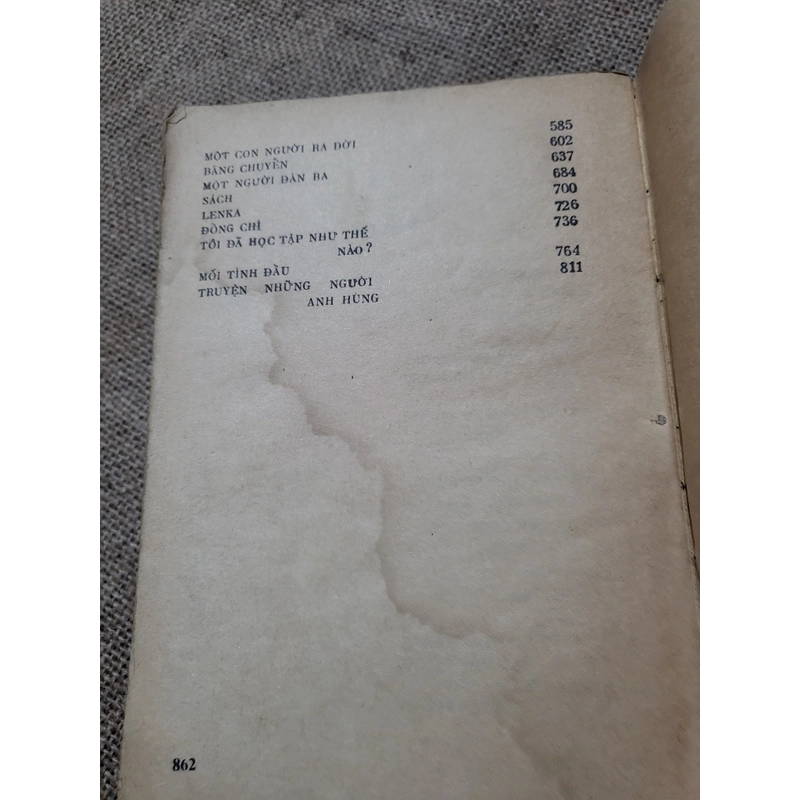 MỘT CON NGƯỜI RA ĐỜI 585
BĂNG CHUYỀN 602
MỘT NGƯỜI ĐÀN BA 637
SÁCH 684
LENKA 700
ĐỒNG CHÍ 726
TÔI ĐÃ HỌC TẬP NHƯ THẾ 736
NÀO?
MỐI TÌNH ĐẦU 764
TRUYỆN NHỮNG NGƯỜI 811
ANH HÙNG
862